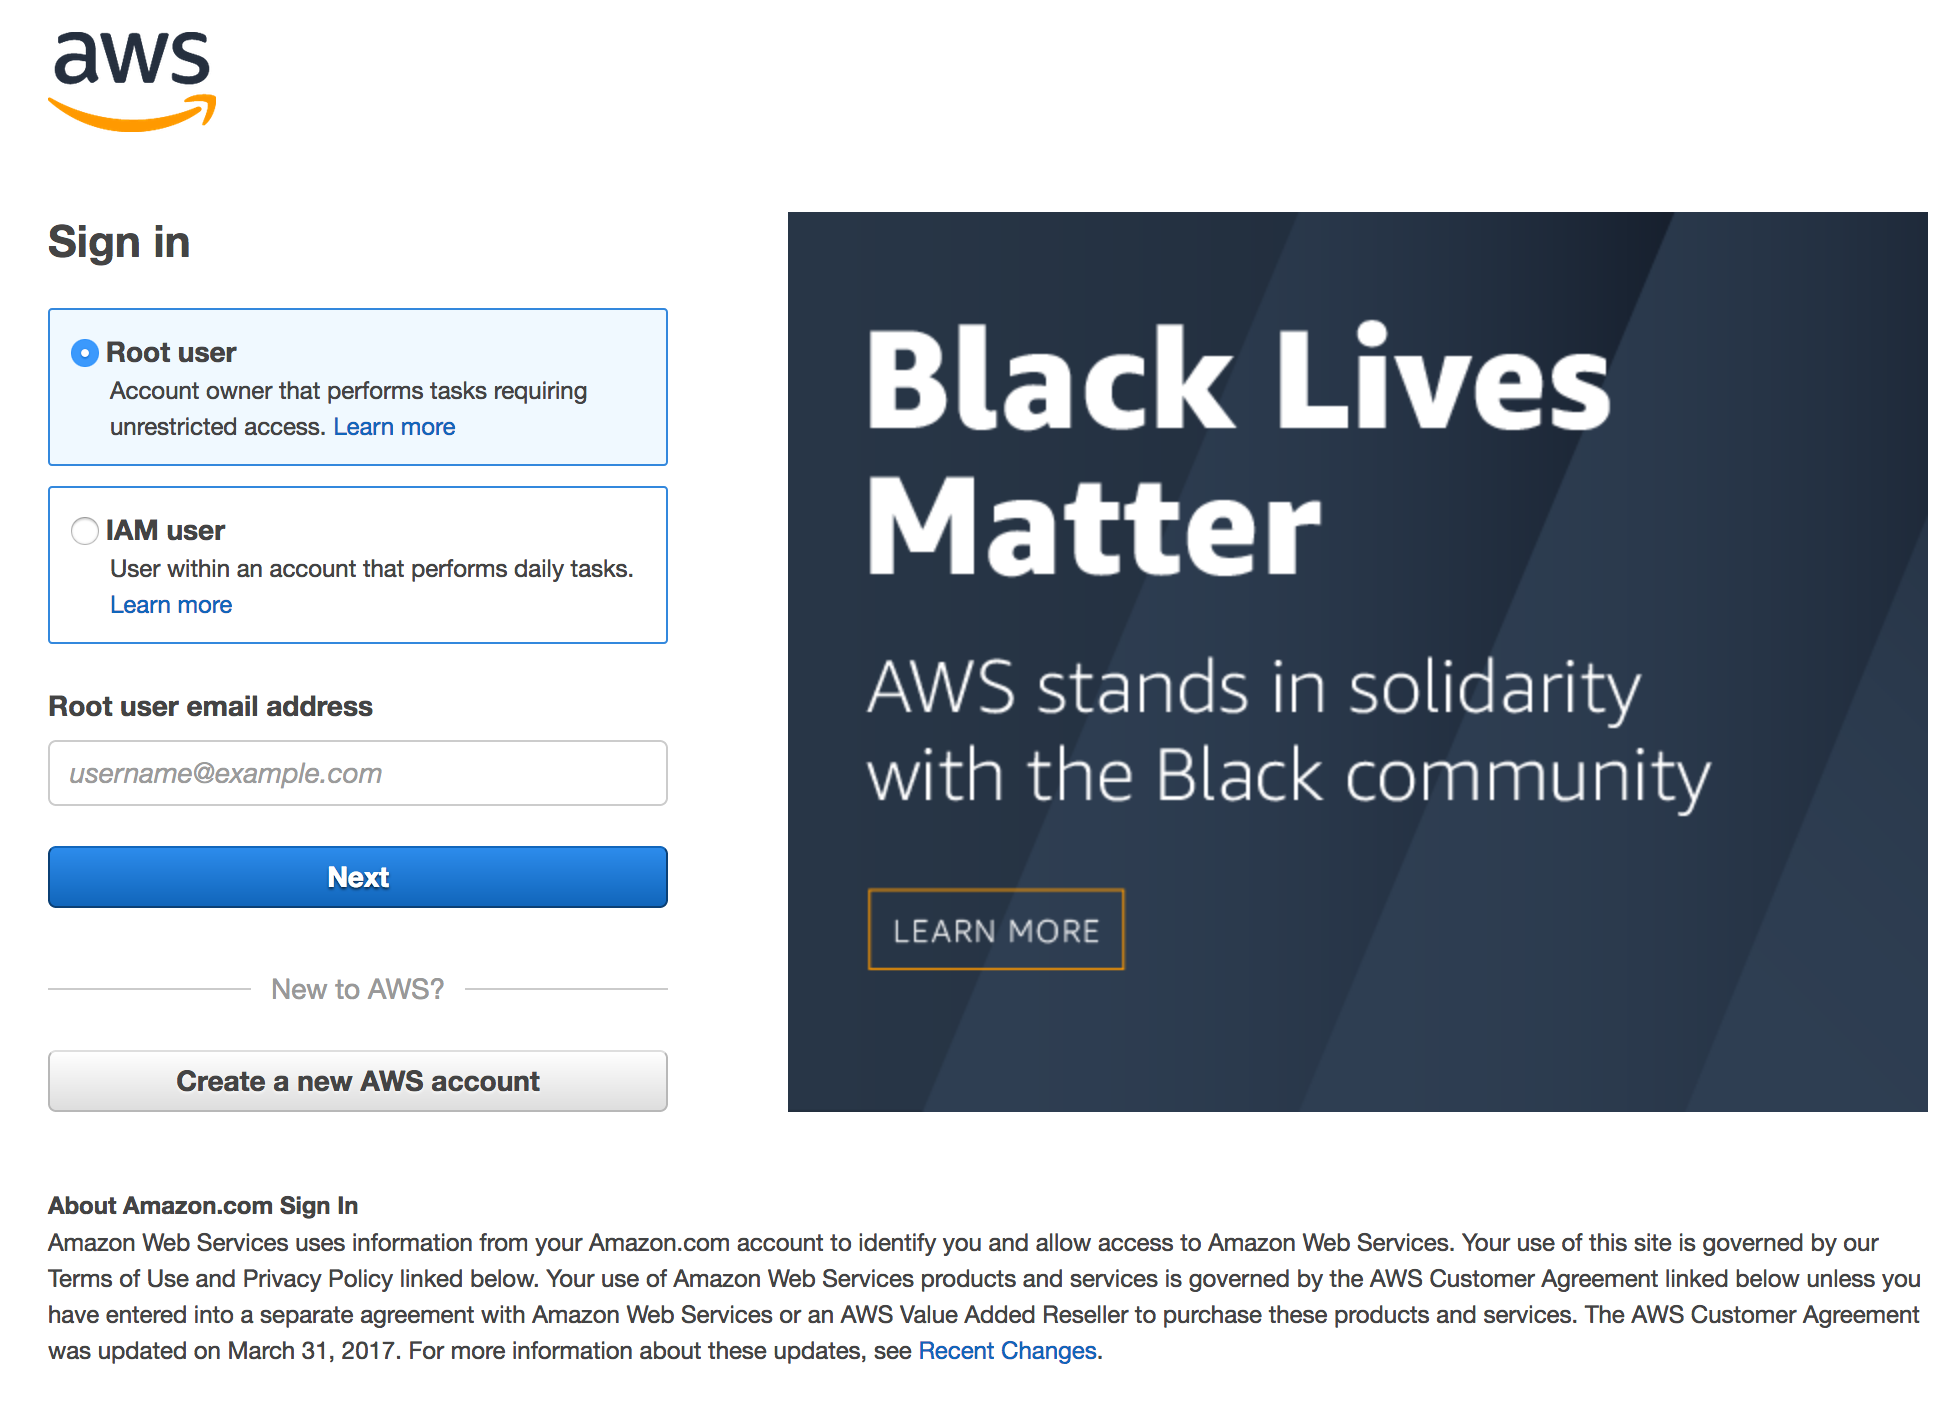 aws
Sign in
Root user
Account owner that performs tasks requiring
unrestricted access. Learn more
IAM user
User within an account that performs daily tasks.
Learn more
Root user email address
username@example.com
Next
New to AWS?
Create a new AWS account
Black Lives
Matter
AWS stands in solidarity
with the Black community
LEARN MORE
About Amazon.com Sign In
Amazon Web Services uses information from your Amazon.com account to identify you and allow access to Amazon Web Services. Your use of this site is governed by our
Terms of Use and Privacy Policy linked below. Your use of Amazon Web Services products and services is governed by the AWS Customer Agreement linked below unless you
have entered into a separate agreement with Amazon Web Services or an AWS Value Added Reseller to purchase these products and services. The AWS Customer Agreement
was updated on March 31, 2017. For more information about these updates, see Recent Changes.